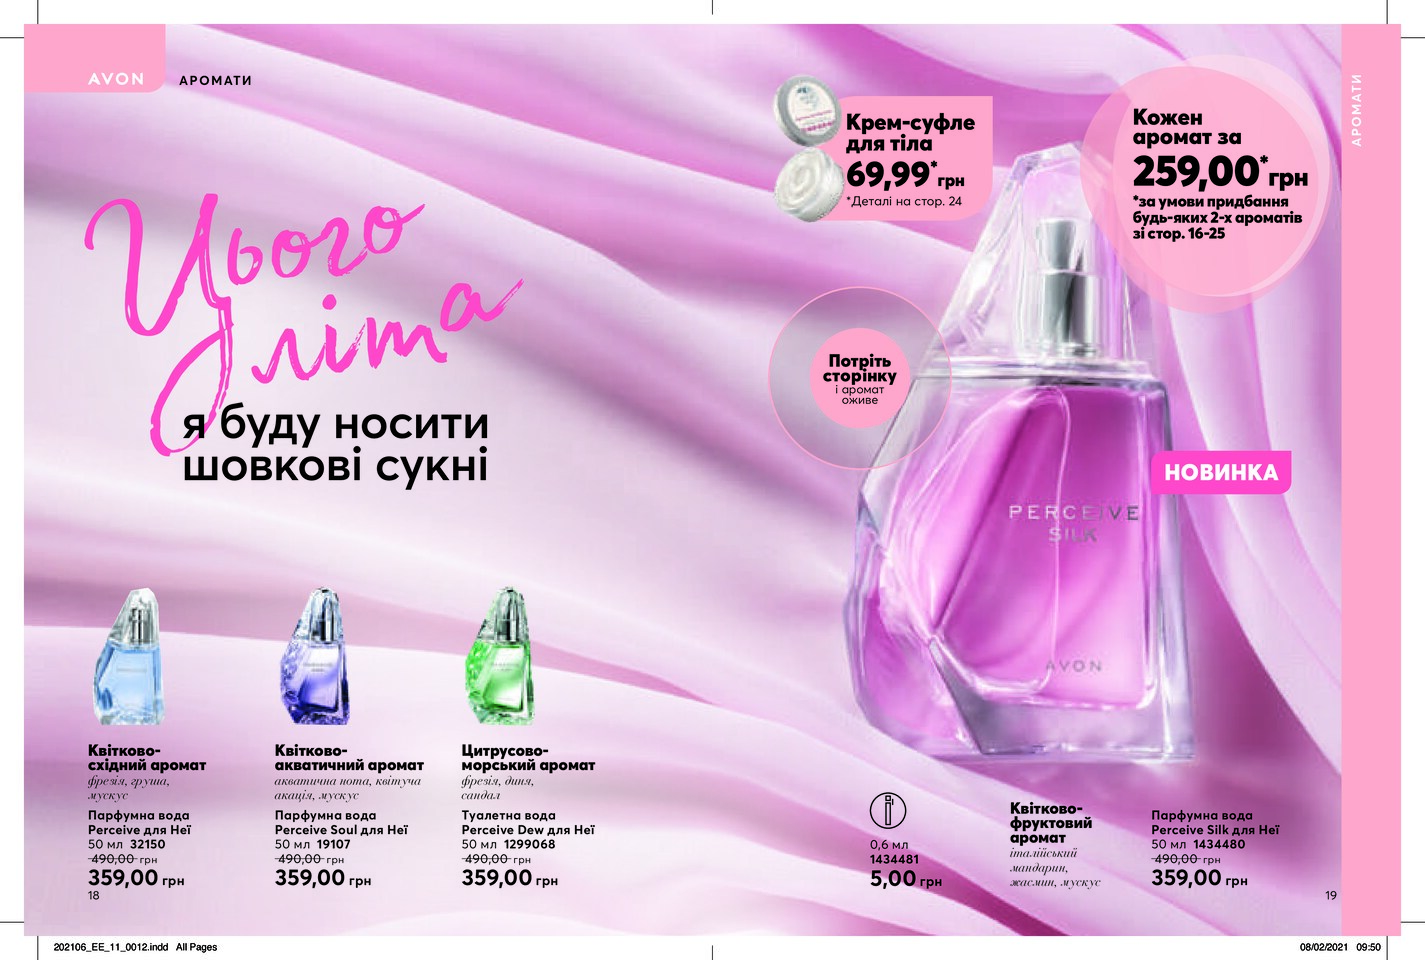 AVON
АРОМАТИ
Цього
літа
я буду носити
шовкові сукні
Квітково-
східний аромат
фрезія, груша,
мускус
Парфумна вода
Perceive для Неї
50 мл 32150
490,00 грн
359,00 грн
18
Квітково-
акватичний аромат
акватична нота, квітуча
акація, мускус
Парфумна вода
Perceive Soul для Неї
50 мл 19107
490,00 грн
359,00 грн
Цитрусово-
морський аромат
фрезія, диня,
сандал
Туалетна вода
Perceive Dew для Неї
50 мл 1299068
490,00 грн
359,00 грн
Крем-суфле
для тіла
69,99* грн
*Деталі на стор. 24
Кожен
аромат за
259,00* грн
*за умови придбання
будь-яких 2-х ароматів
зі стор. 16-25
АРОМАТИ
Потріть
сторінку
і аромат
оживе
НОВИНКА
PERCEIVE
SILK
AVON
0,6 мл
1434481
5,00 грн
Квітково-
фруктовий
аромат
італійський
мандарин,
жасмин, мускус
Парфумна вода
Perceive Silk для Неї
50 мл 1434480
490,00 грн
359,00 грн
19
202106_EE_11_0012.indd All Pages
08/02/2021 09:50